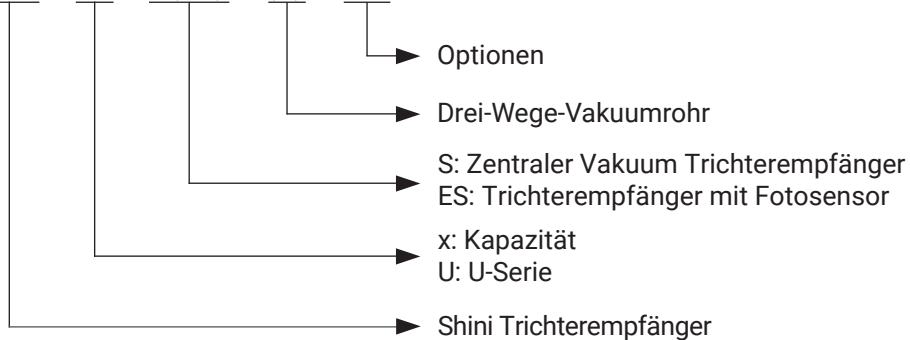 Optionen
Drei-Wege-Vakuumrohr
S: Zentraler Vakuum Trichterempfänger
ES: Trichterempfänger mit Fotosensor
x: Kapazität
U: U-Serie
Shini Trichterempfänger